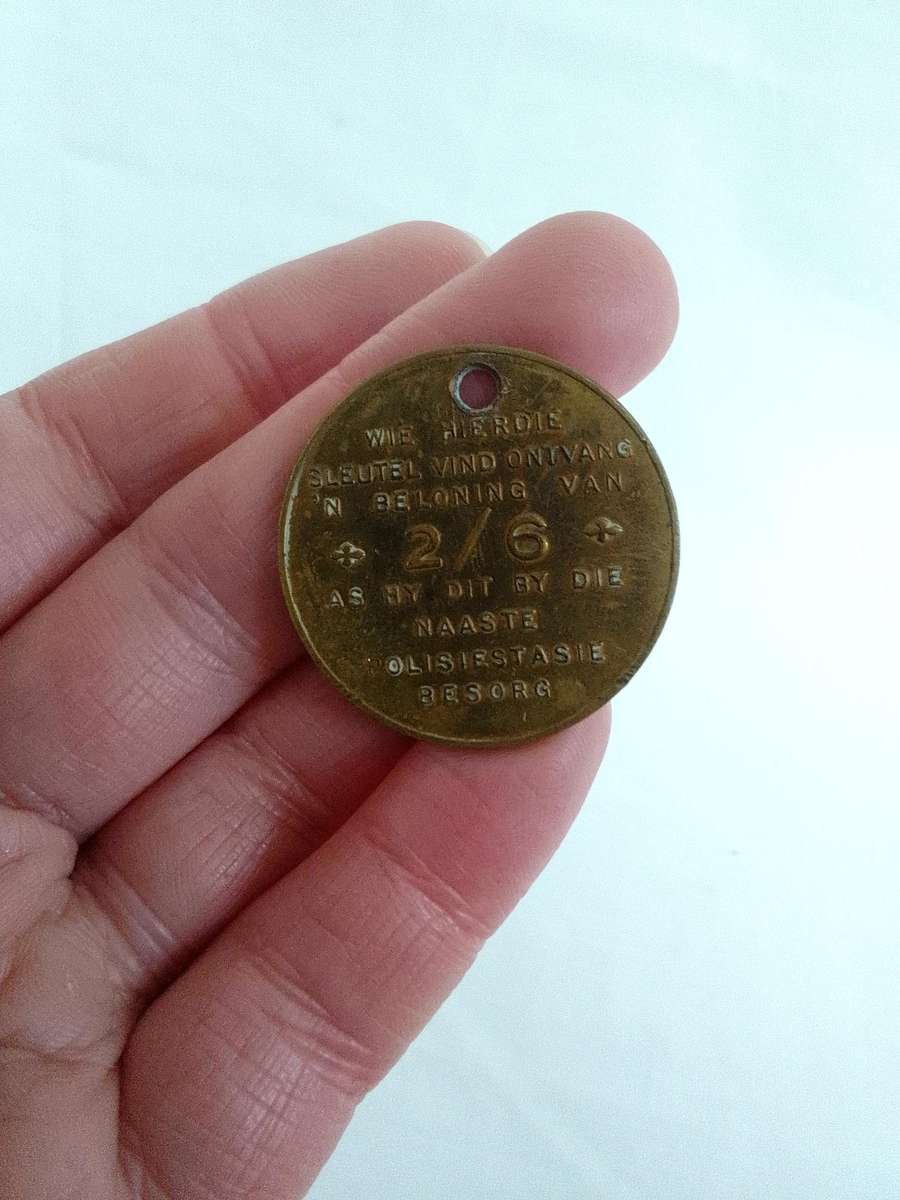 WIE HIERDIE
SLEUTEL VIND ONTVANG
'N BELONING VAN
2/6
AS HY DIT BY DIE
NAASTE
POLISIESTASIE
BESORG